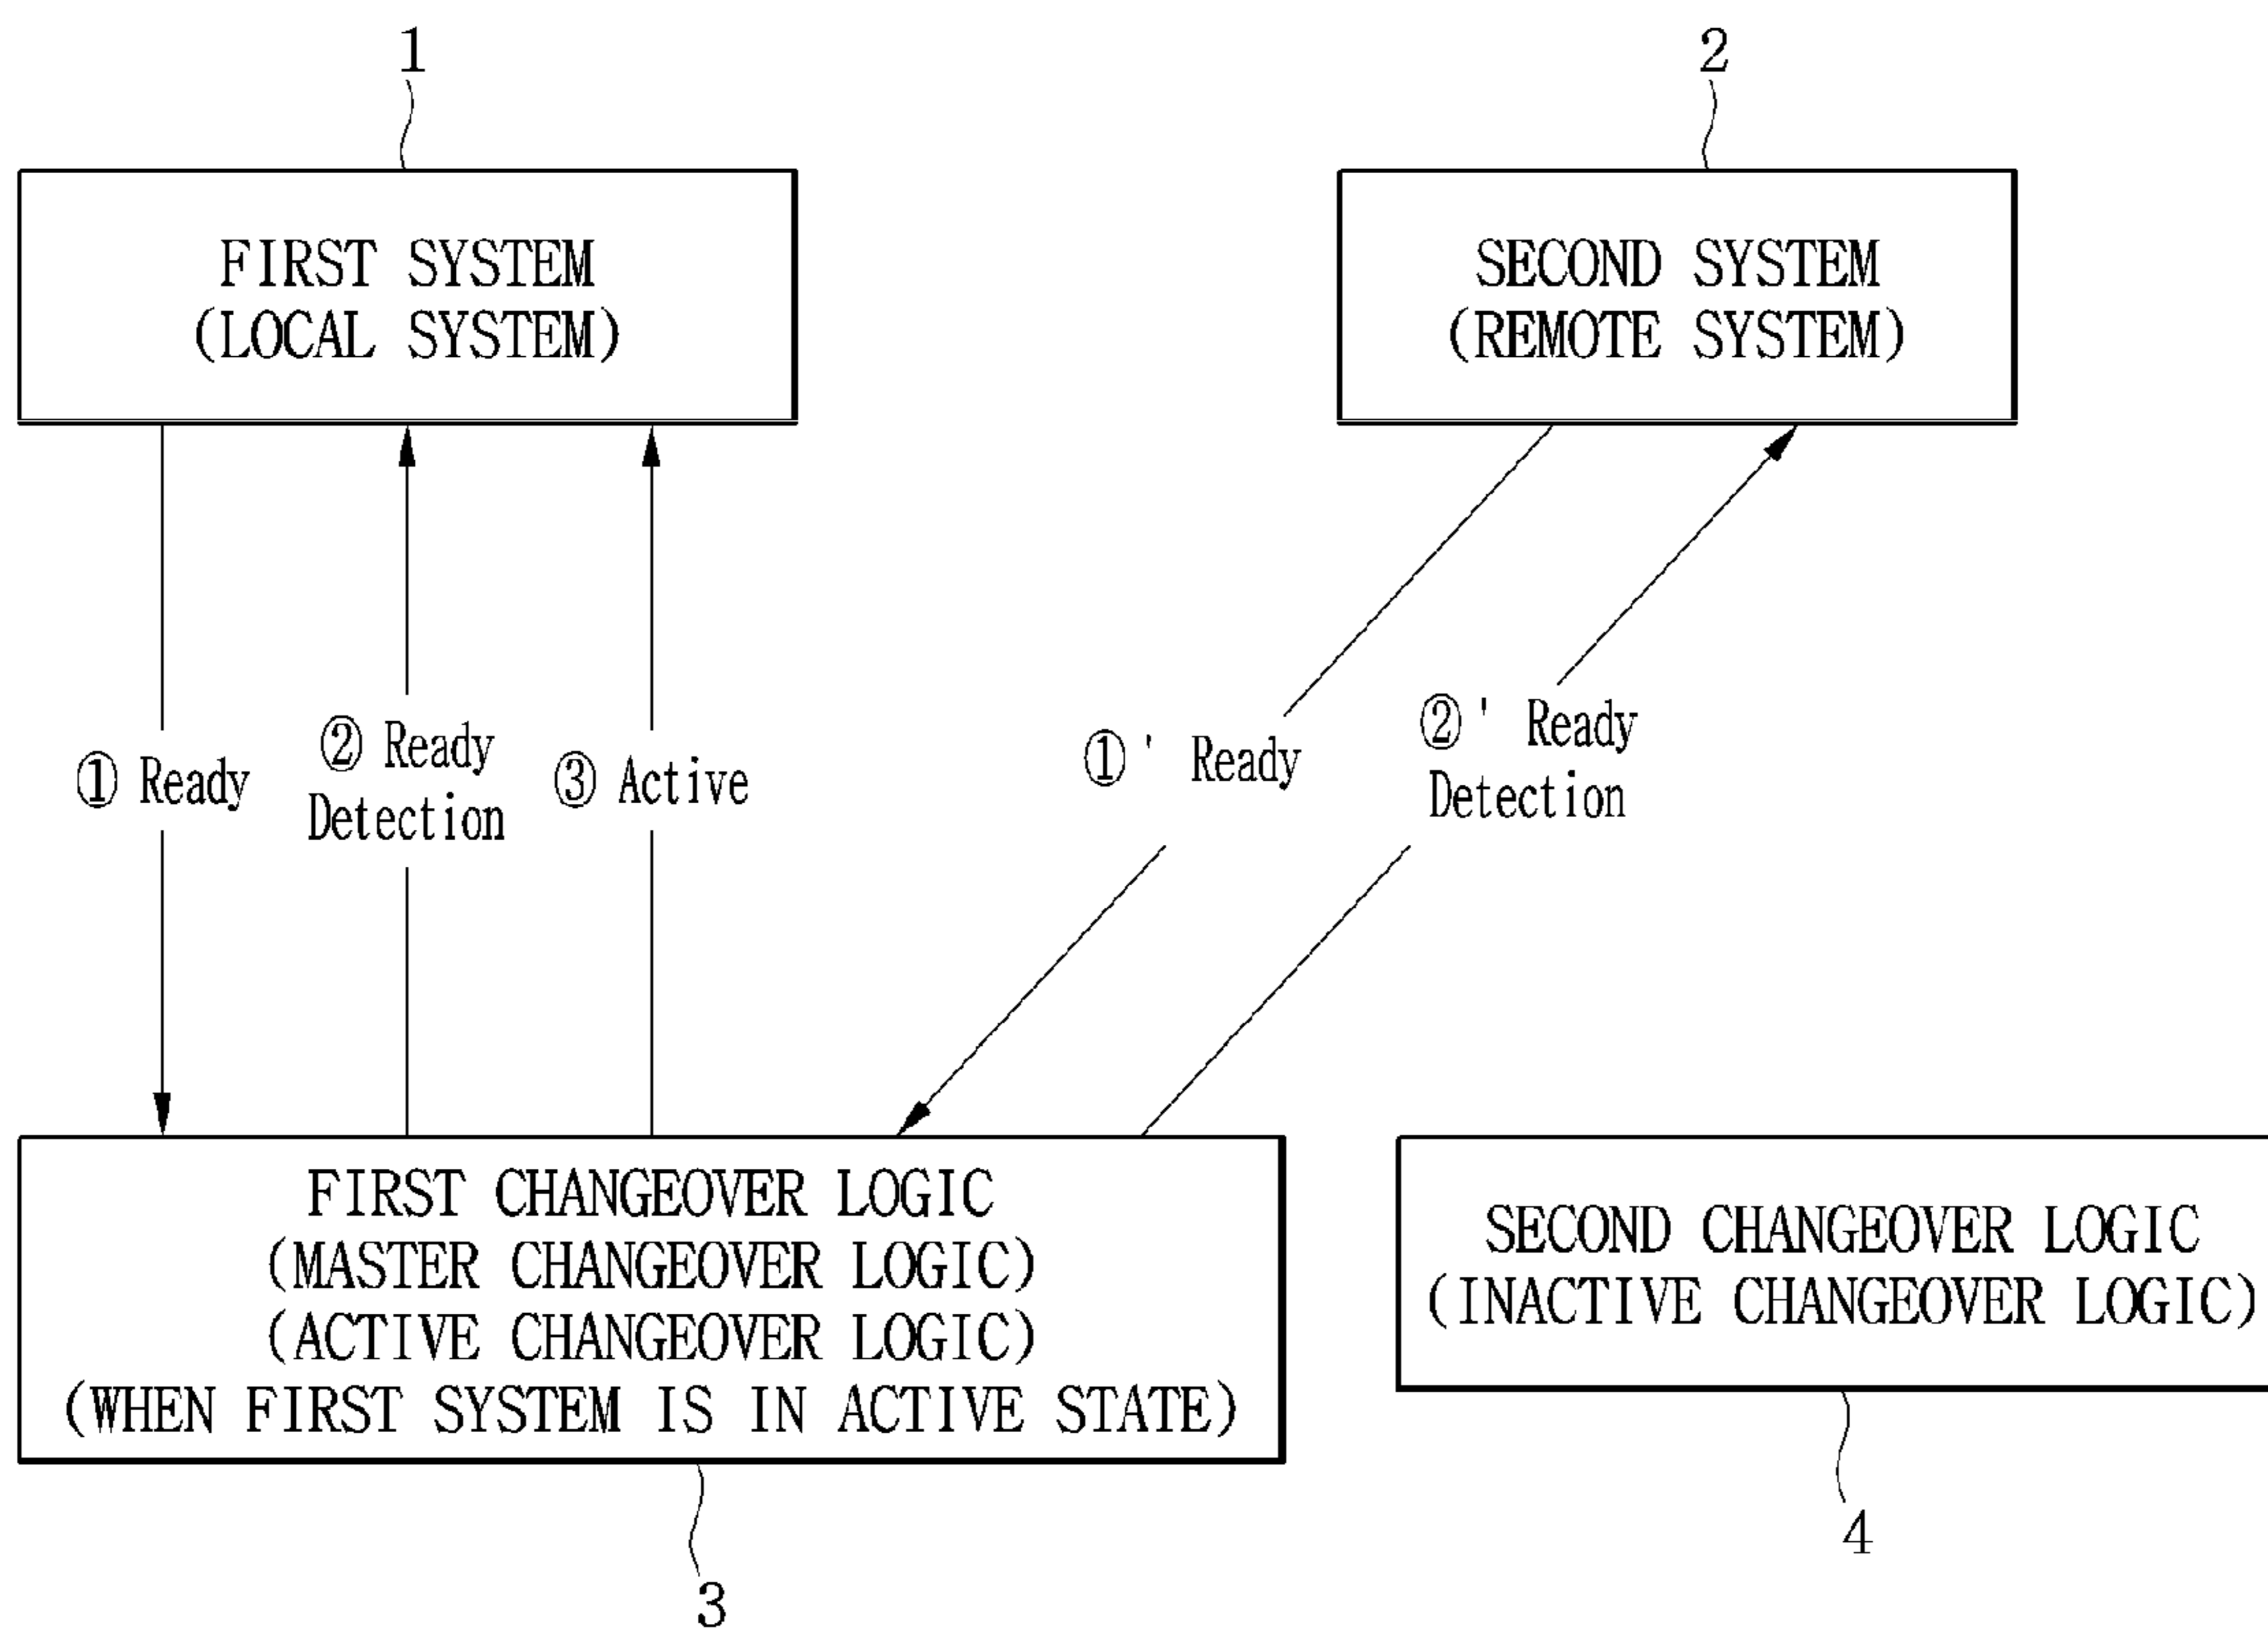 1
2
FIRST SYSTEM
(LOCAL SYSTEM)
SECOND SYSTEM
(REMOTE SYSTEM)
① Ready
② Ready
Detection
③ Active
①' Ready
②' Ready
Detection
FIRST CHANGEOVER LOGIC
(MASTER CHANGEOVER LOGIC)
(ACTIVE CHANGEOVER LOGIC)
(WHEN FIRST SYSTEM IS IN ACTIVE STATE)
SECOND CHANGEOVER LOGIC
(INACTIVE CHANGEOVER LOGIC)
3
4